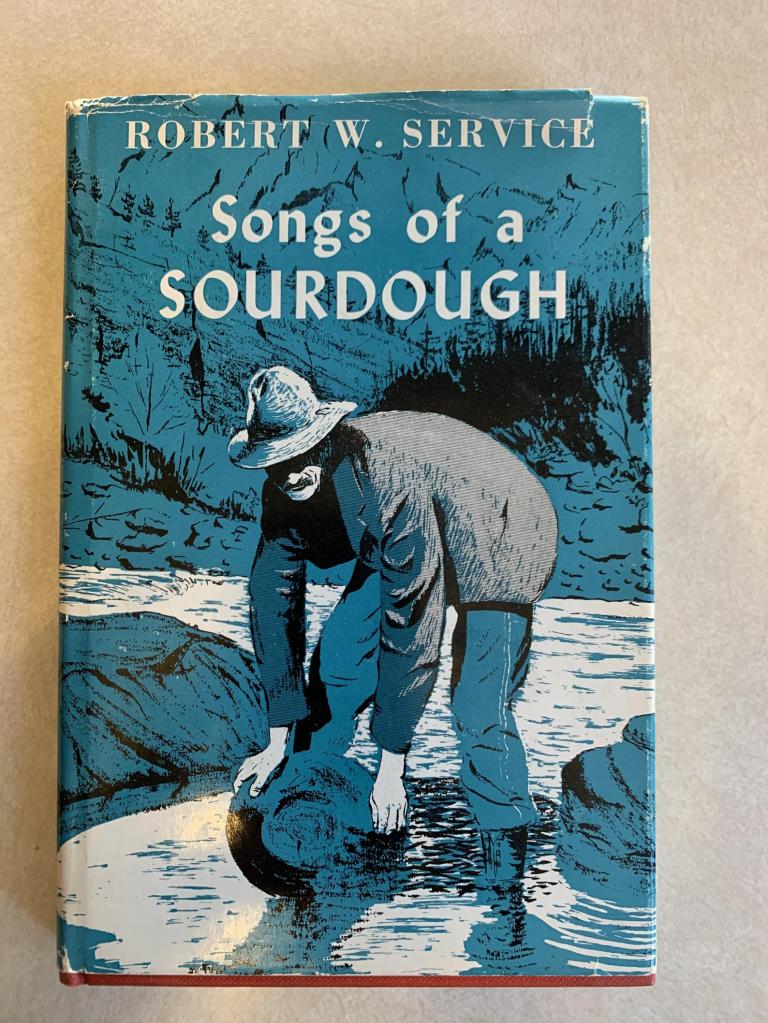 ROBERT W. SERVICE
Songs of a
SOURDOUGH